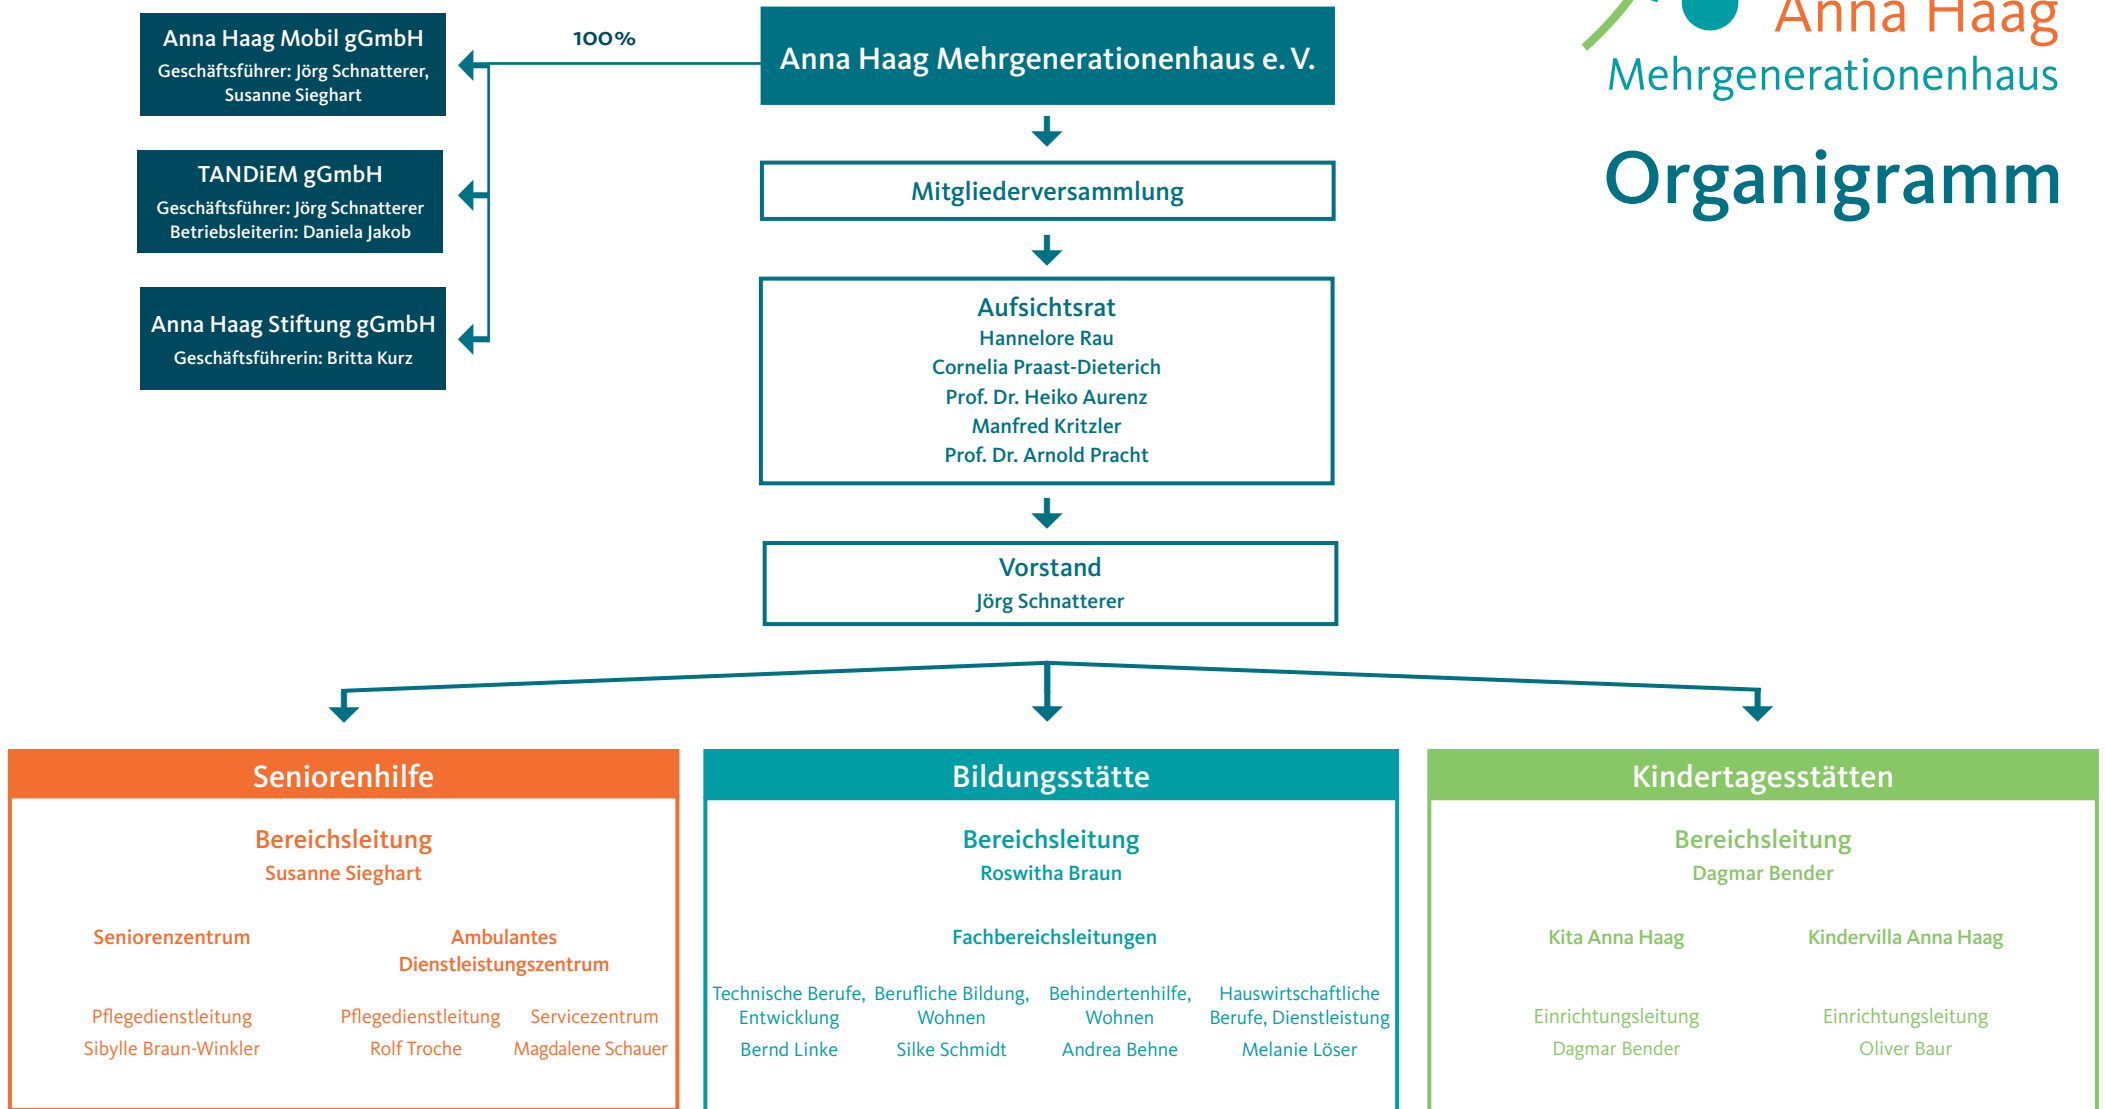 Anna Haag
Mehrgenerationenhaus
Organigramm
Anna Haag Mehrgenerationenhaus e. V.
100%
Anna Haag Mobil gGmbH
Geschäftsführer: Jörg Schnatterer,
Susanne Sieghart
TANDiEM gGmbH
Geschäftsführer: Jörg Schnatterer
Betriebsleiterin: Daniela Jakob
Anna Haag Stiftung gGmbH
Geschäftsführerin: Britta Kurz
Mitgliederversammlung
Aufsichtsrat
Hannelore Rau
Cornelia Praast-Dieterich
Prof. Dr. Heiko Aurenz
Manfred Kritzler
Prof. Dr. Arnold Pracht
Vorstand
Jörg Schnatterer
Seniorenhilfe
Bereichsleitung
Susanne Sieghart
Seniorenzentrum
Pflegedienstleitung
Sibylle Braun-Winkler
Ambulantes
Dienstleistungszentrum
Pflegedienstleitung
Rolf Troche
Servicezentrum
Magdalene Schauer
Bildungsstätte
Bereichsleitung
Roswitha Braun
Fachbereichsleitungen
Technische Berufe,
Entwicklung
Bernd Linke
Berufliche Bildung,
Wohnen
Silke Schmidt
Behindertenhilfe,
Wohnen
Andrea Behne
Hauswirtschaftliche
Berufe, Dienstleistung
Melanie Löser
Kindertagesstätten
Bereichsleitung
Dagmar Bender
Kita Anna Haag
Einrichtungsleitung
Dagmar Bender
Kindervilla Anna Haag
Einrichtungsleitung
Oliver Baur